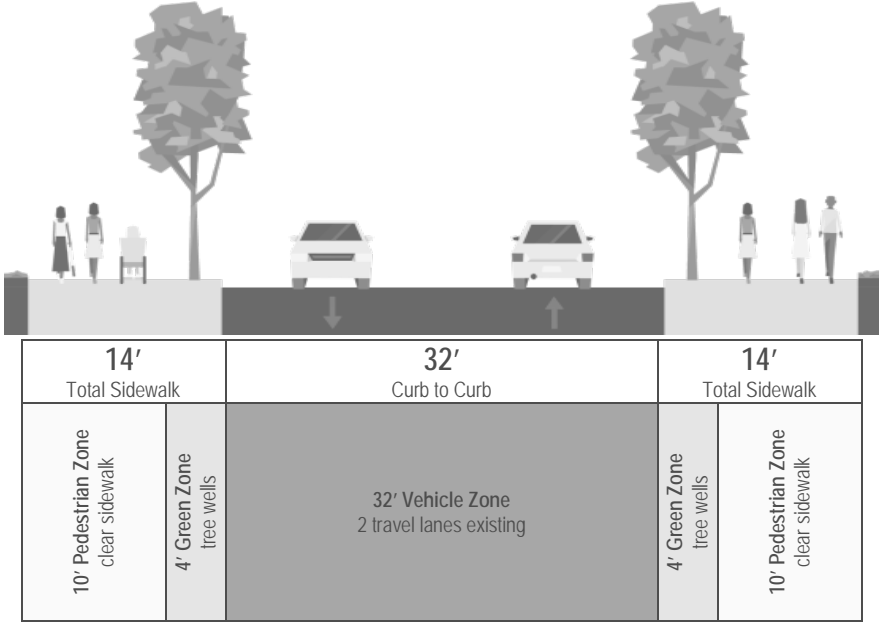 14′
Total Sidewalk
32′
Curb to Curb
14′
Total Sidewalk
10′ Pedestrian Zone
clear sidewalk
4′ Green Zone
tree wells
32′ Vehicle Zone
2 travel lanes existing
4′ Green Zone
tree wells
10′ Pedestrian Zone
clear sidewalk